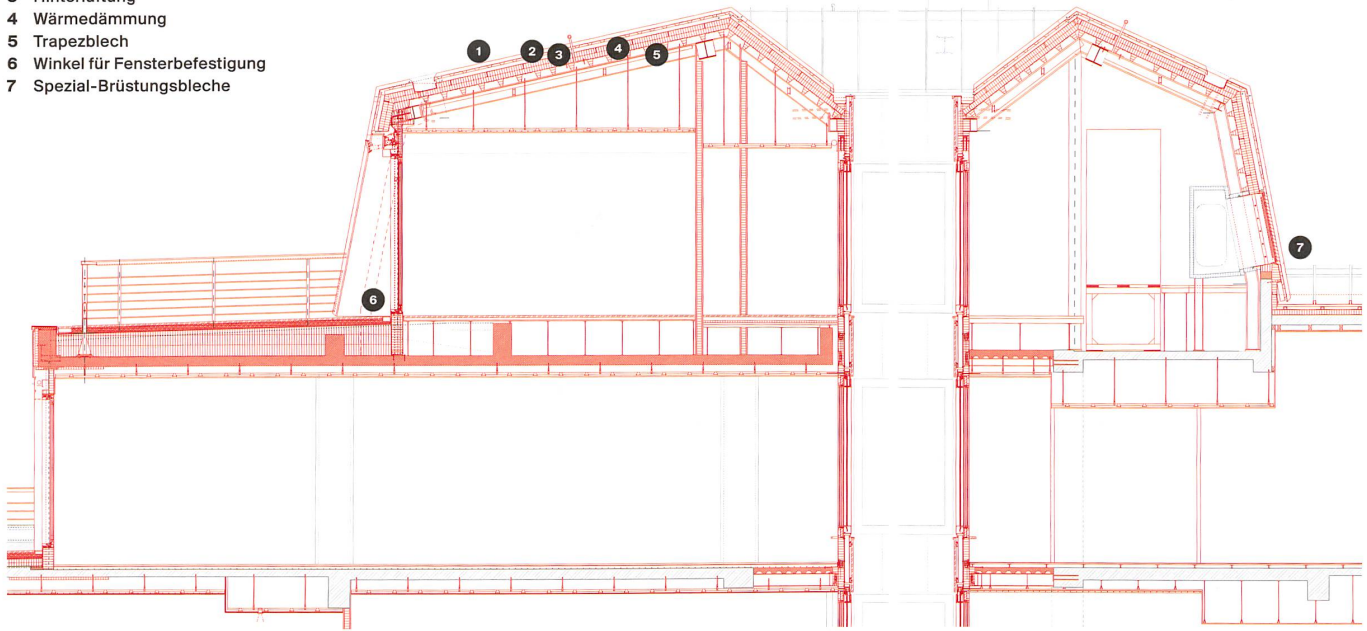 4 Wärmedämmung
5 Trapezblech
6 Winkel für Fensterbefestigung
7 Spezial-Brüstungsbleche
1
2
3
4
5
6
7